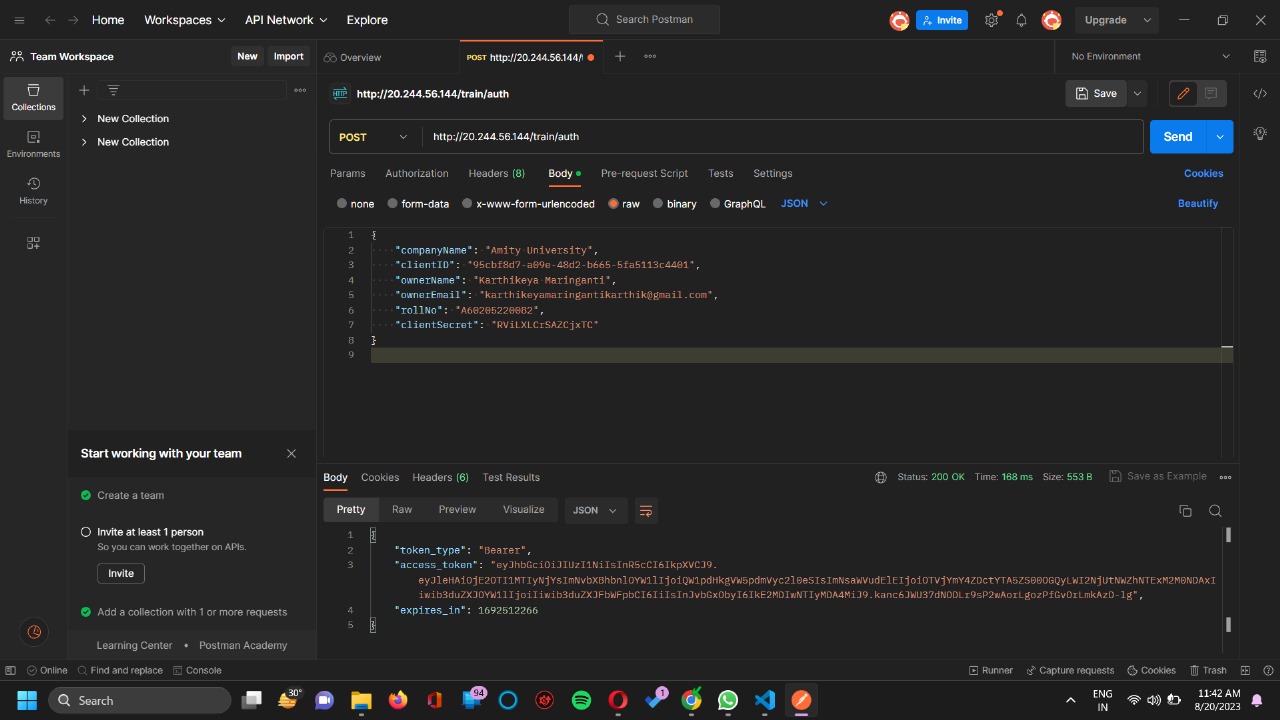 Home
Workspaces
API Network
Explore
Search Postman
Invite
Upgrade
Team Workspace
New
Import
Overview
POST http://20.244.56.144/t
No Environment
Collections
Environments
History
New Collection
New Collection
http://20.244.56.144/train/auth
Save
POST
http://20.244.56.144/train/auth
Send
Params
Authorization
Headers (8)
Body
Pre-request Script
Tests
Settings
Cookies
none
form-data
x-www-form-urlencoded
raw
binary
GraphQL
JSON
Beautify
1 {
2 "companyName": "Amity University",
3 "clientID": "95cbf8d7-a09e-48d2-b665-5fa5113c4401",
4 "ownerName": "Karthikeya Maringanti",
5 "ownerEmail": "karthikeyamaringantikarthik@gmail.com",
6 "rollNo": "A60205220082",
7 "clientSecret": "RViLXLCrSAZCjxTC"
8 }
9
Start working with your team
Create a team
Invite at least 1 person
So you can work together on APIs.
Invite
Add a collection with 1 or more requests
Learning Center • Postman Academy
Body
Cookies
Headers (6)
Test Results
Status: 200 OK
Time: 168 ms
Size: 553 B
Save as Example
Pretty
Raw
Preview
Visualize
JSON
1 {
2 "token_type": "Bearer",
3 "access_token": "eyJhbGciOiJIUzI1NiIsInR5cCI6IkpXVCJ9.
4 "expires_in": 1692512266
5 }
Online
Find and replace
Console
Runner
Capture requests
Cookies
Trash
Search
30°
94
1
ENG
IN
11:42 AM
8/20/2023